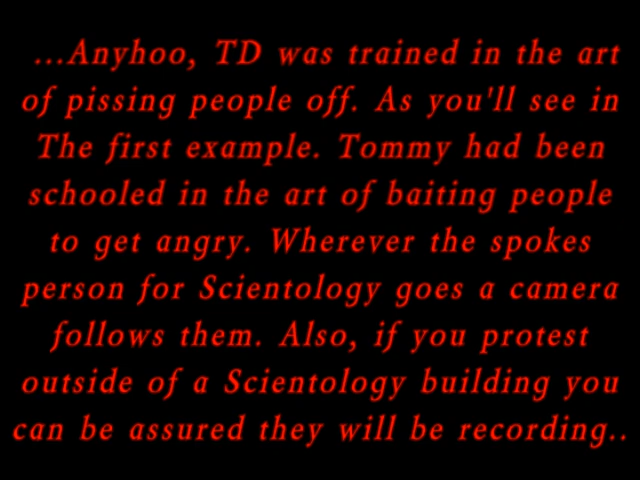 ...Anyhoo, TD was trained in the art
of pissing people off. As you'll see in
The first example. Tommy had been
schooled in the art of baiting people
to get angry. Wherever the spokes
person for Scientology goes a camera
follows them. Also, if you protest
outside of a Scientology building you
can be assured they will be recording..